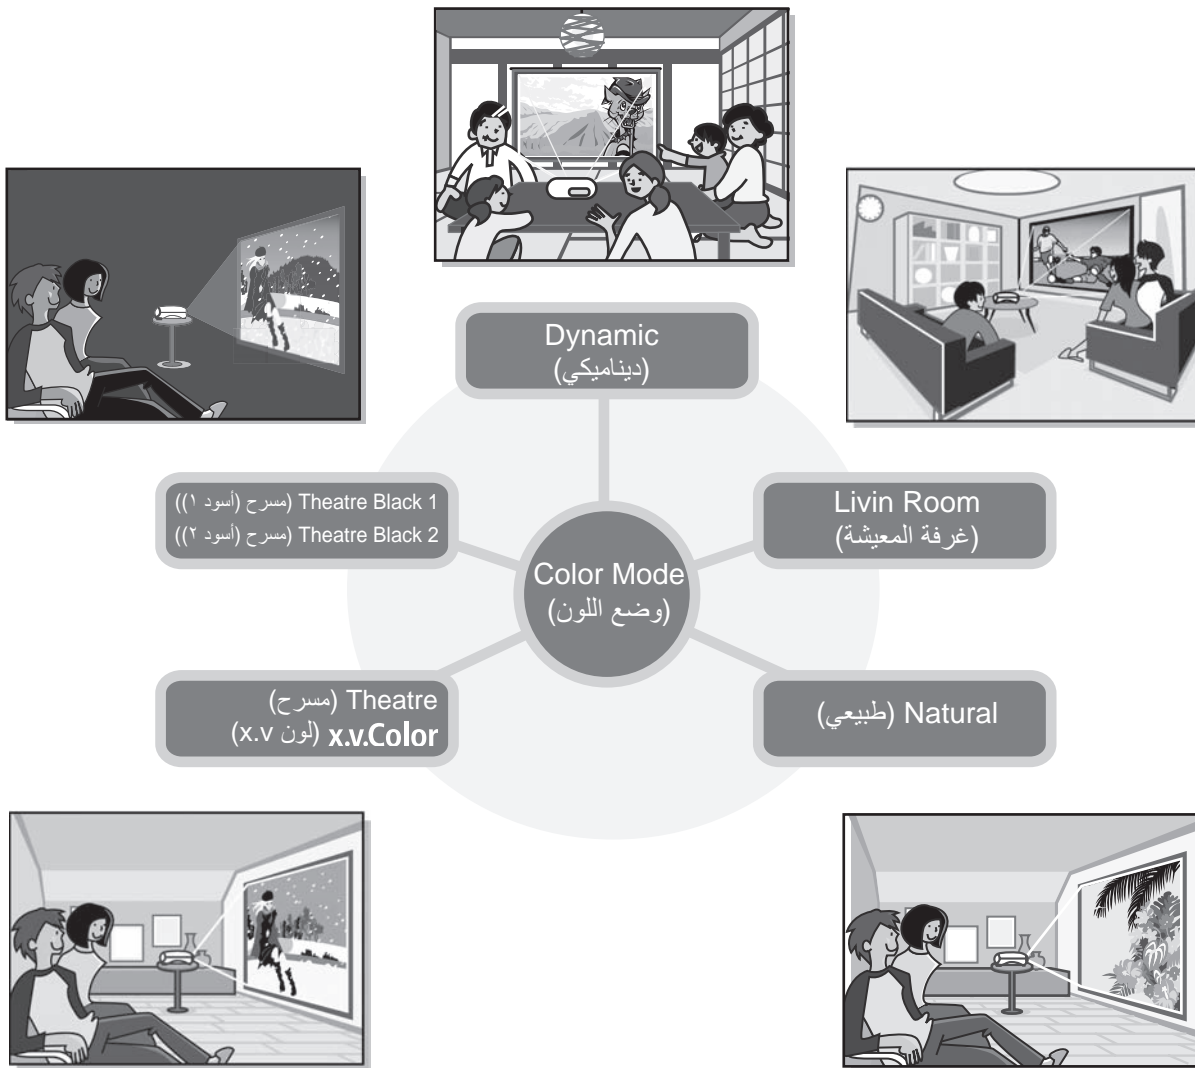 Dynamic
(ديناميكي)
Theatre Black 1 (مسرح (أسود ١))
Theatre Black 2 (مسرح (أسود ٢))
Livin Room
(غرفة المعيشة)
Color Mode
(وضع اللون)
Theatre (مسرح)
x.v.Color (لون x.v)
Natural (طبيعي)